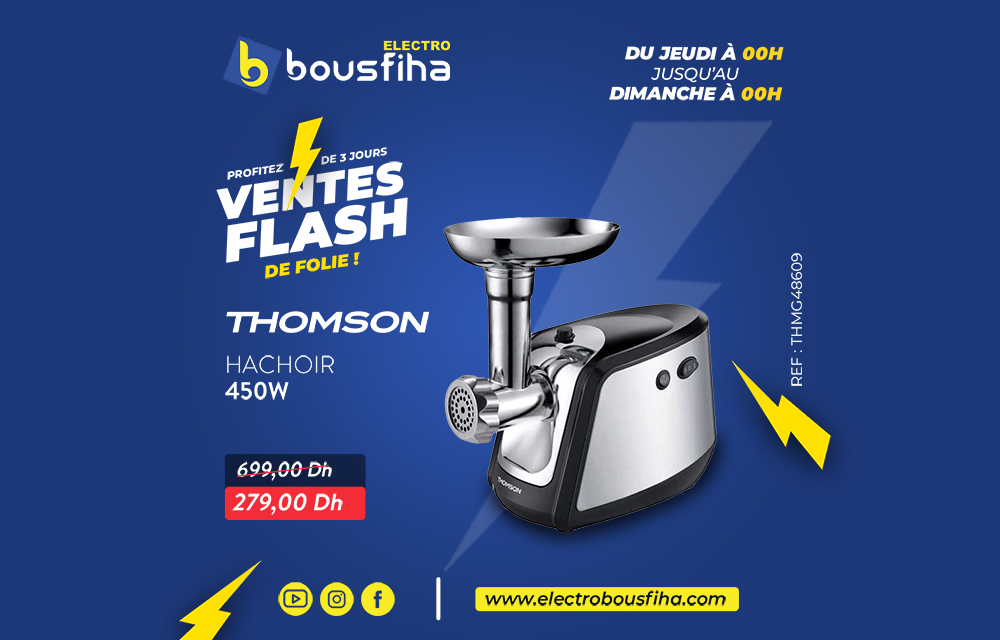 ELECTRO
bousfiha
DU JEUDI À 00H
JUSQU'AU
DIMANCHE À 00H
PROFITEZ DE 3 JOURS
VENTES
FLASH
DE FOLIE !
THOMSON
HACHOIR
450W
REF : THMG48609
THOMSON
699,00 Dh
279,00 Dh
www.electrobousfiha.com